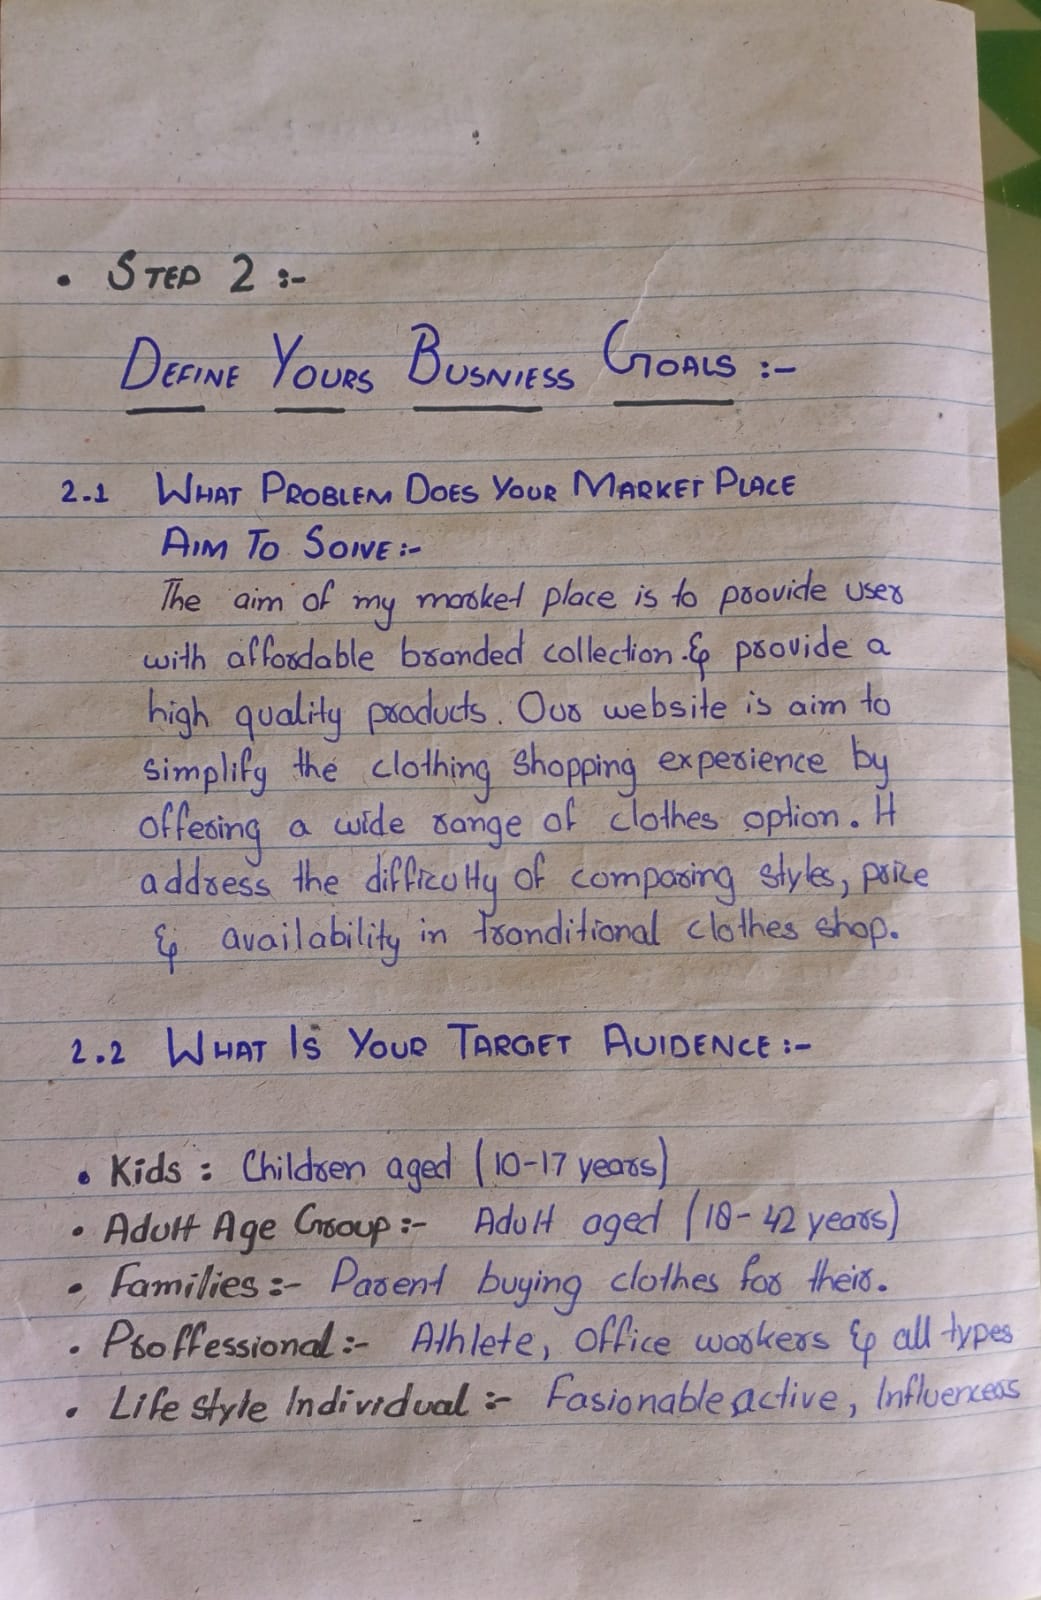 • STEP 2 :-
DEFINE YOURS BUSNIESS GOALS :-
2.1 WHAT PROBLEM DOES YOUR MARKET PLACE
AIM TO SOLVE :-
The aim of my market place is to provide user
with affordable branded collection & provide a
high quality products. Our website is aim to
simplify the clothing shopping experience by
offering a wide range of clothes option. It
address the difficulty of comparing styles, price
& availability in tranditional clothes shop.
2.2 WHAT IS YOUR TARGET AUIDENCE :-
• Kids : Children aged (10-17 years)
• Adult Age Group :- Adult aged (18-42 years)
• Families :- Parent buying clothes for their.
• Proffessional :- Athlete, Office workers & all types
• Life style Individual :- Fasionable active, Influencers